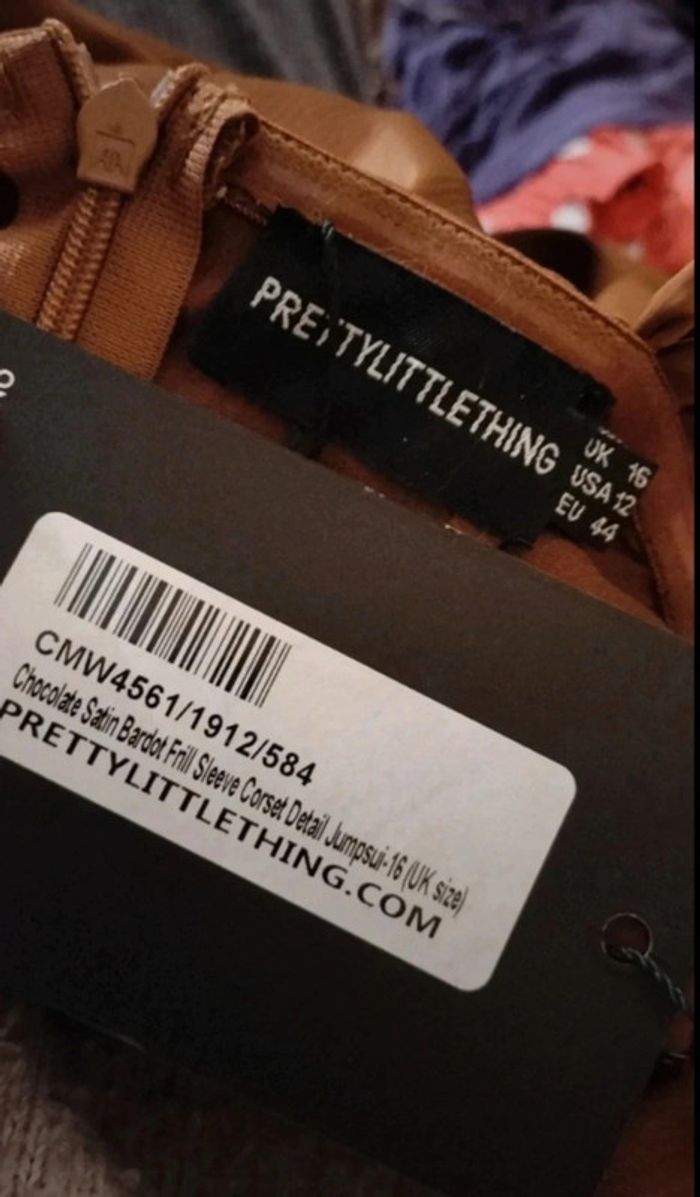 PRETTYLITTLETHING
UK 16
USA 12
EU 44
CMW4561/1912/584
Chocolate Satin Bardot Frill Sleeve Corset Detail Jumpsui-16 (UK size)
PRETTYLITTLETHING.COM